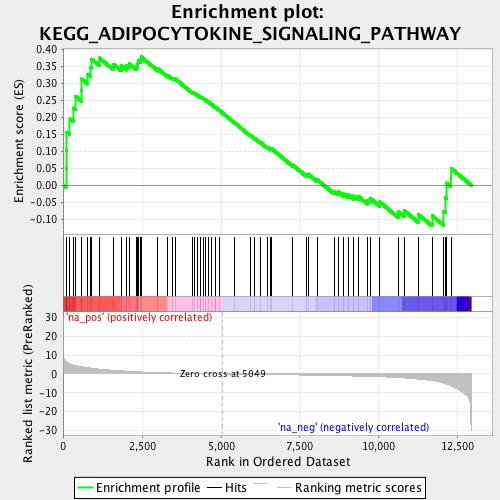 Enrichment plot:
KEGG_ADIPOCYTOKINE_SIGNALING_PATHWAY
Enrichment score (ES)
0.40
0.35
0.30
0.25
0.20
0.15
0.10
0.05
0.00
-0.05
-0.10
'na_pos' (positively correlated)
Ranked list metric (PreRanked)
30
20
10
0
-10
-20
-30
Zero cross at 5049
'na_neg' (negatively correlated)
0 2,500 5,000 7,500 10,000 12,500
Rank in Ordered Dataset
Enrichment profile Hits Ranking metric scores